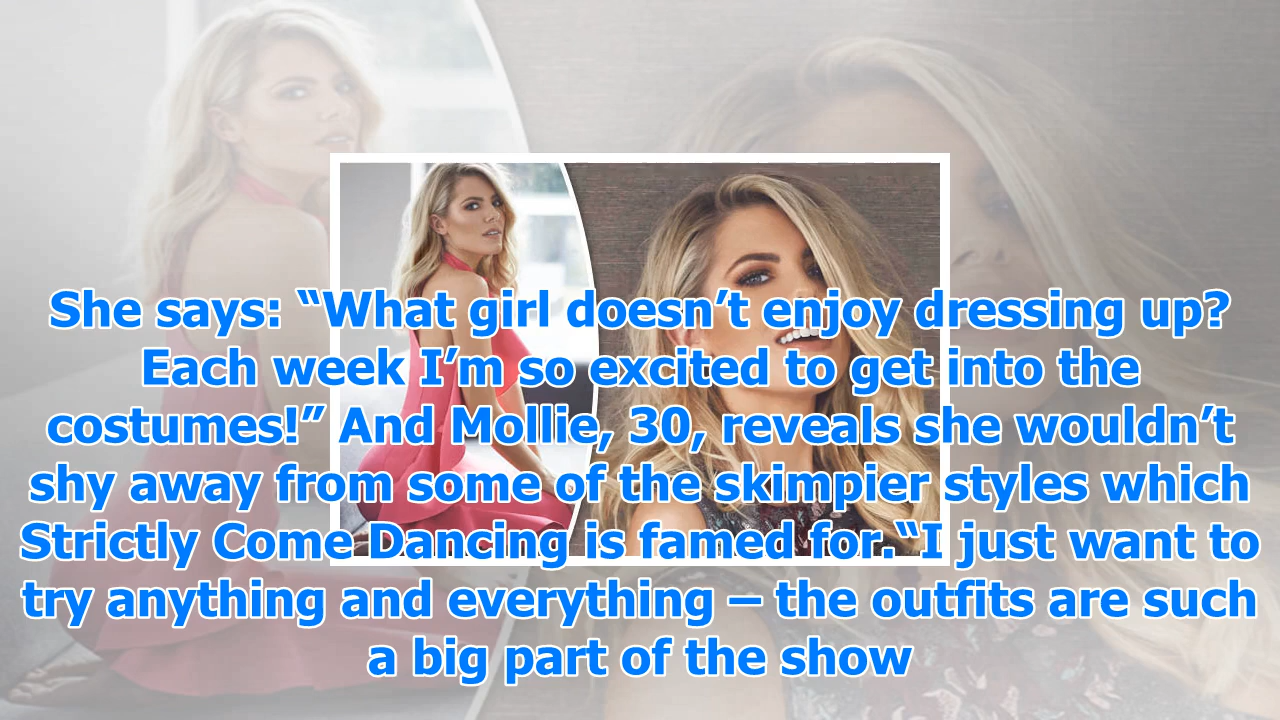 She says: “What girl doesn’t enjoy dressing up?
Each week I’m so excited to get into the
costumes!” And Mollie, 30, reveals she wouldn’t
shy away from some of the skimpier styles which
Strictly Come Dancing is famed for.“I just want to
try anything and everything – the outfits are such
a big part of the show